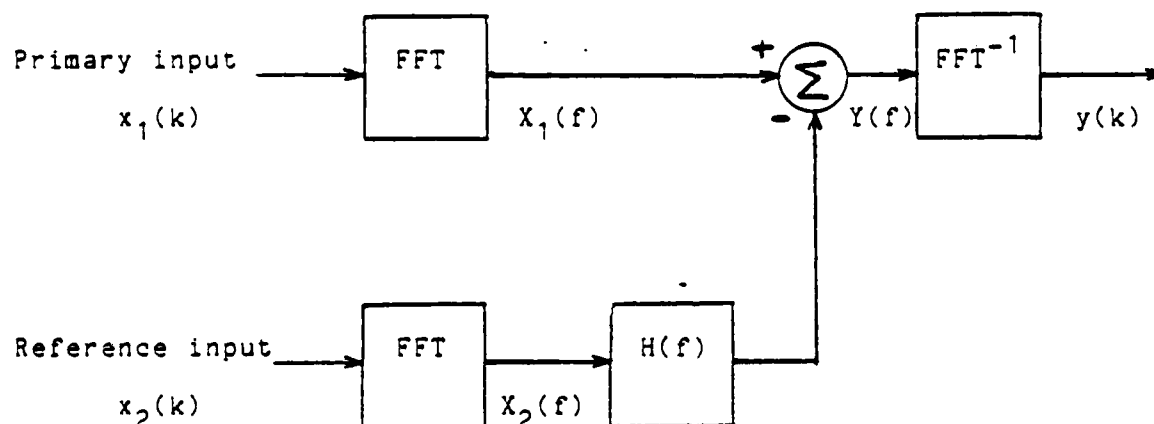 Primary input
x₁(k)
FFT
X₁(f)
+
Σ
-
Y(f)
FFT⁻¹
y(k)
Reference input
x₂(k)
FFT
X₂(f)
H(f)